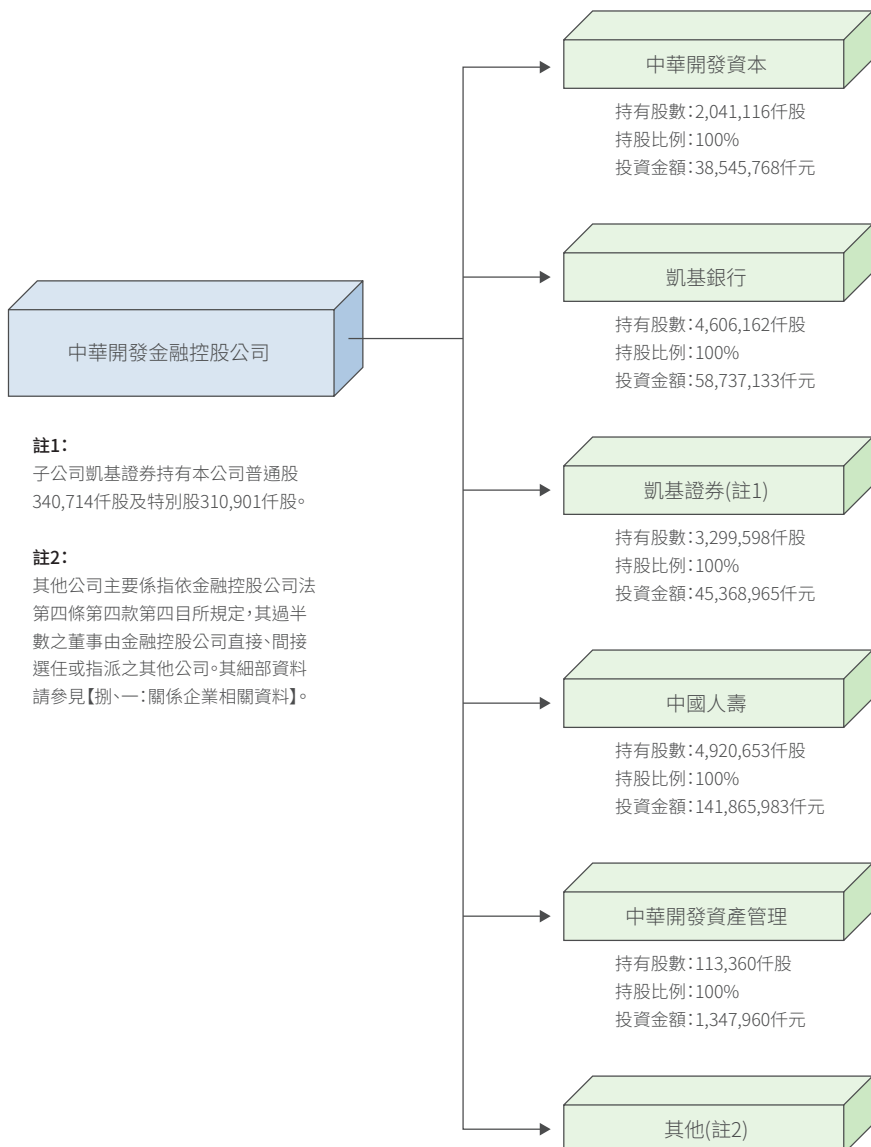 中華開發金融控股公司
註1：
子公司凱基證券持有本公司普通股
340,714仟股及特別股310,901仟股。
註2：
其他公司主要係指依金融控股公司法
第四條第四款第四目所規定，其過半
數之董事由金融控股公司直接、間接
選任或指派之其他公司。其細部資料
請參見【捌、一：關係企業相關資料】。
中華開發資本
持有股數：2,041,116仟股
持股比例：100%
投資金額：38,545,768仟元
凱基銀行
持有股數：4,606,162仟股
持股比例：100%
投資金額：58,737,133仟元
凱基證券(註1)
持有股數：3,299,598仟股
持股比例：100%
投資金額：45,368,965仟元
中國人壽
持有股數：4,920,653仟股
持股比例：100%
投資金額：141,865,983仟元
中華開發資產管理
持有股數：113,360仟股
持股比例：100%
投資金額：1,347,960仟元
其他(註2)